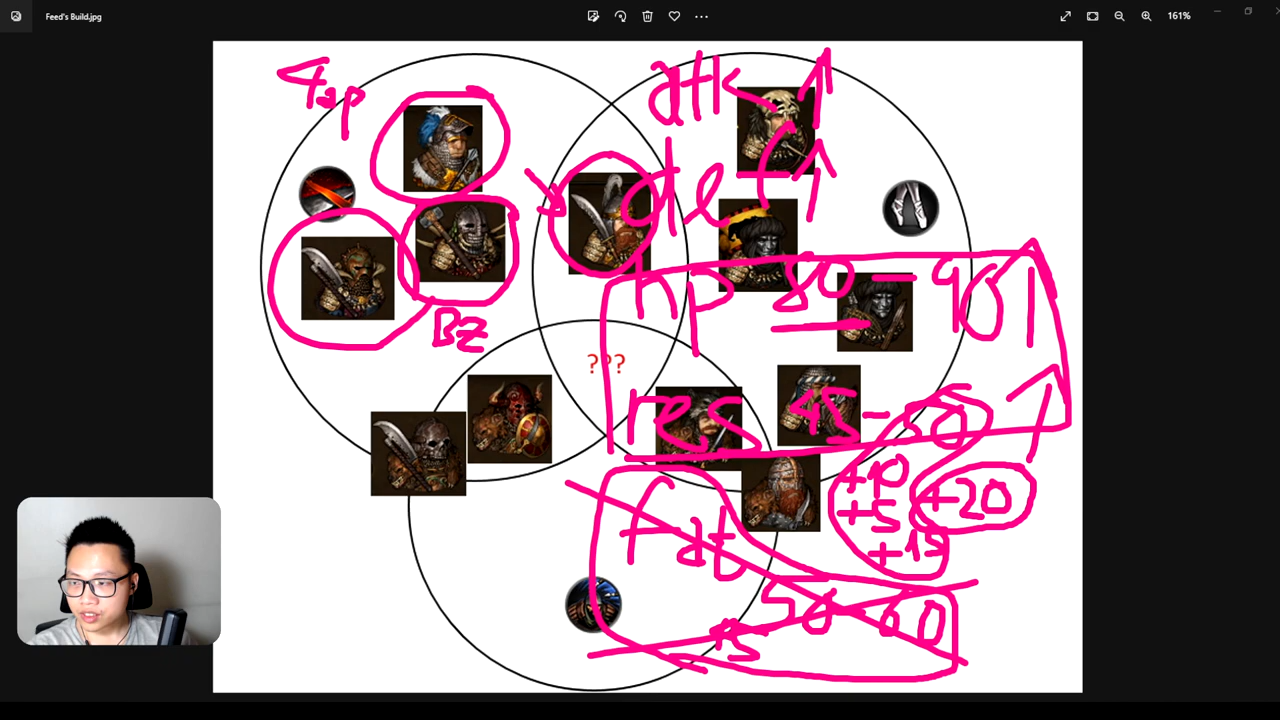 Feed's Build.jpg
161%
4ap
atk ↑
def ↑
BZ
hp 80-90 ↑
???
res 45-50 ↑
+10
+5
+15
+20
fat
50-60